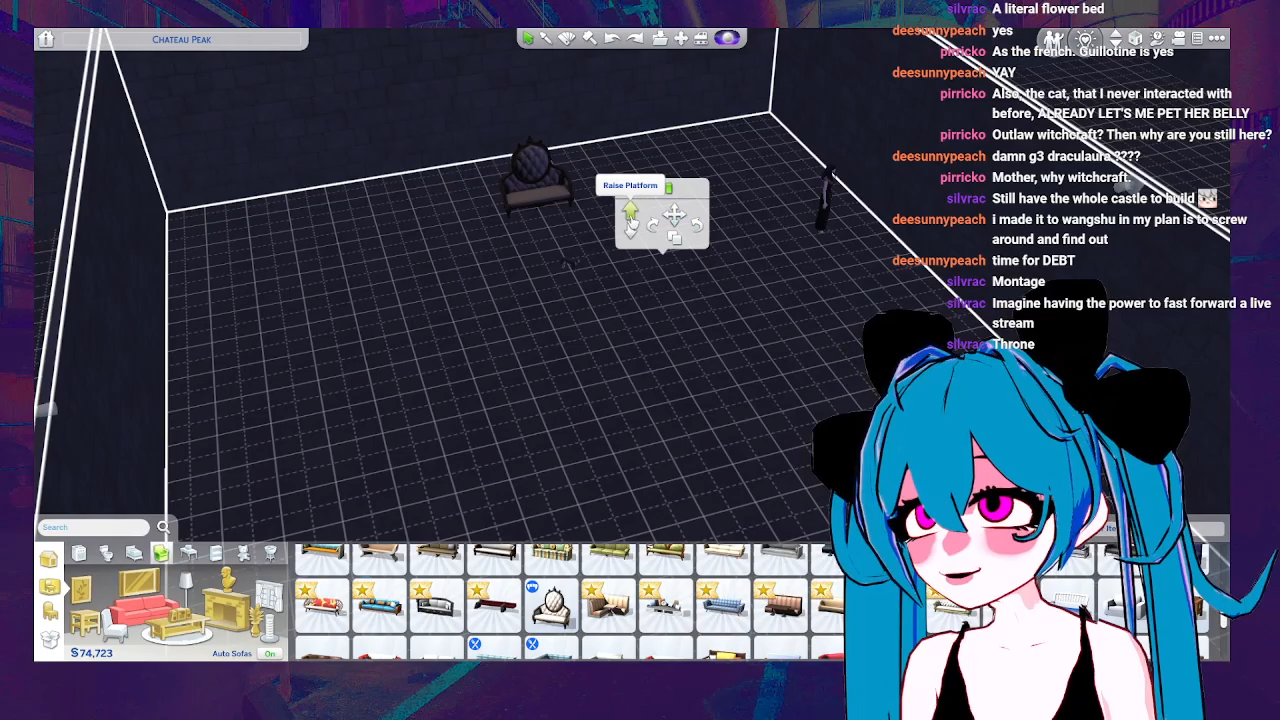 silvrac A literal flower bed
CHATEAU PEAK
deesunnypeach yes
pirricko As the french. Guillotine is yes
deesunnypeach YAY
pirricko Also, the cat, that I never interacted with
before, ALREADY LET'S ME PET HER BELLY
pirricko Outlaw witchcraft? Then why are you still here?
deesunnypeach damn g3 draculaura ????
pirricko Mother, why witchcraft.
Raise Platform
silvrac Still have the whole castle to build
deesunnypeach i made it to wangshu in my plan is to screw
around and find out
deesunnypeach time for DEBT
silvrac Montage
silvrac Imagine having the power to fast forward a live
stream
silvrac Throne
Search
Ite
§74,723
Auto Sofas
On